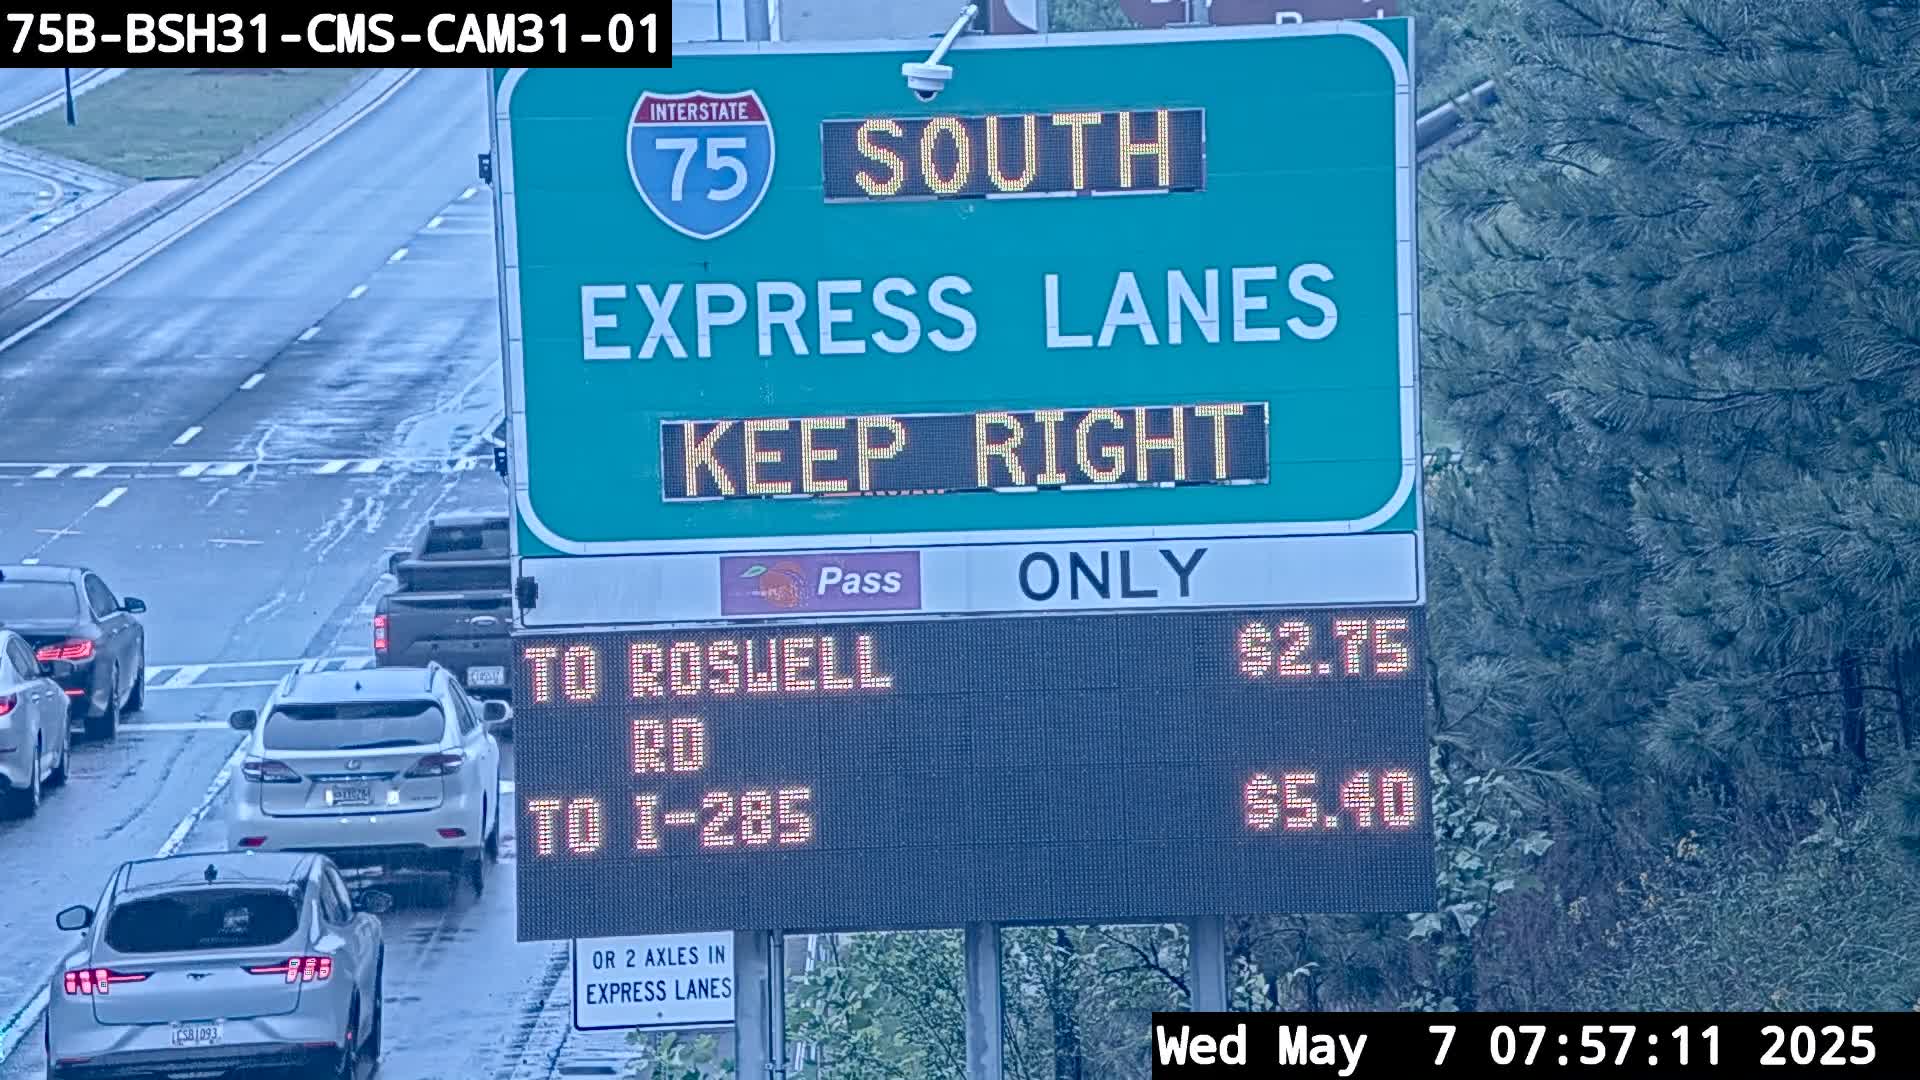 75B-BSH31-CMS-CAM31-01
INTERSTATE
75
SOUTH
EXPRESS LANES
KEEP RIGHT
Pass ONLY
TO ROSWELL $2.75
RD
TO I-285 $5.40
OR 2 AXLES IN
EXPRESS LANES
Wed May 7 07:57:11 2025